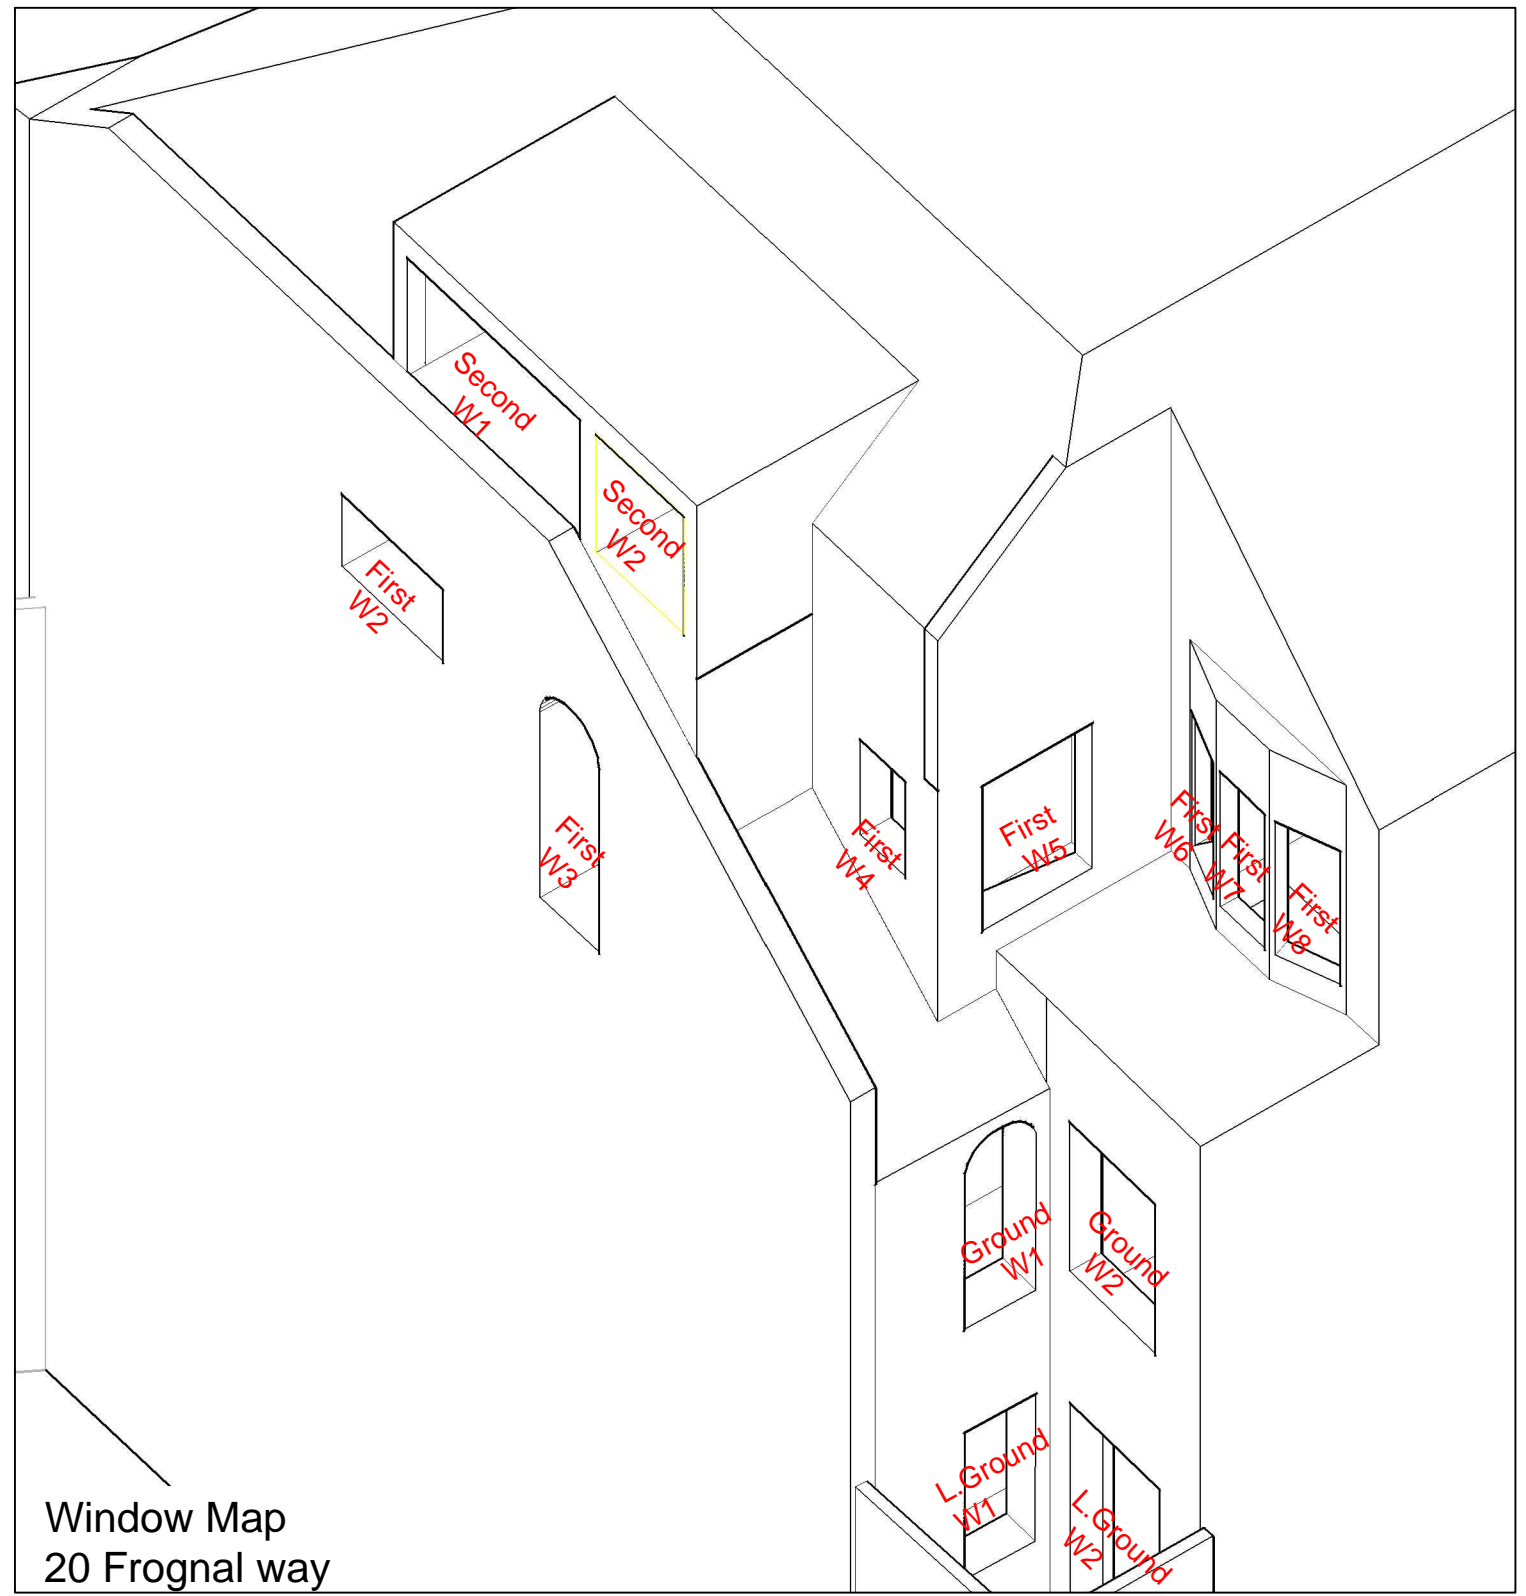 Second
W1
Second
W2
First
W2
First
W3
First
W4
First
W5
First
W6
First
W7
First
W8
Ground
W1
Ground
W2
L.Ground
W1
L.Ground
W2
Window Map
20 Frognal way